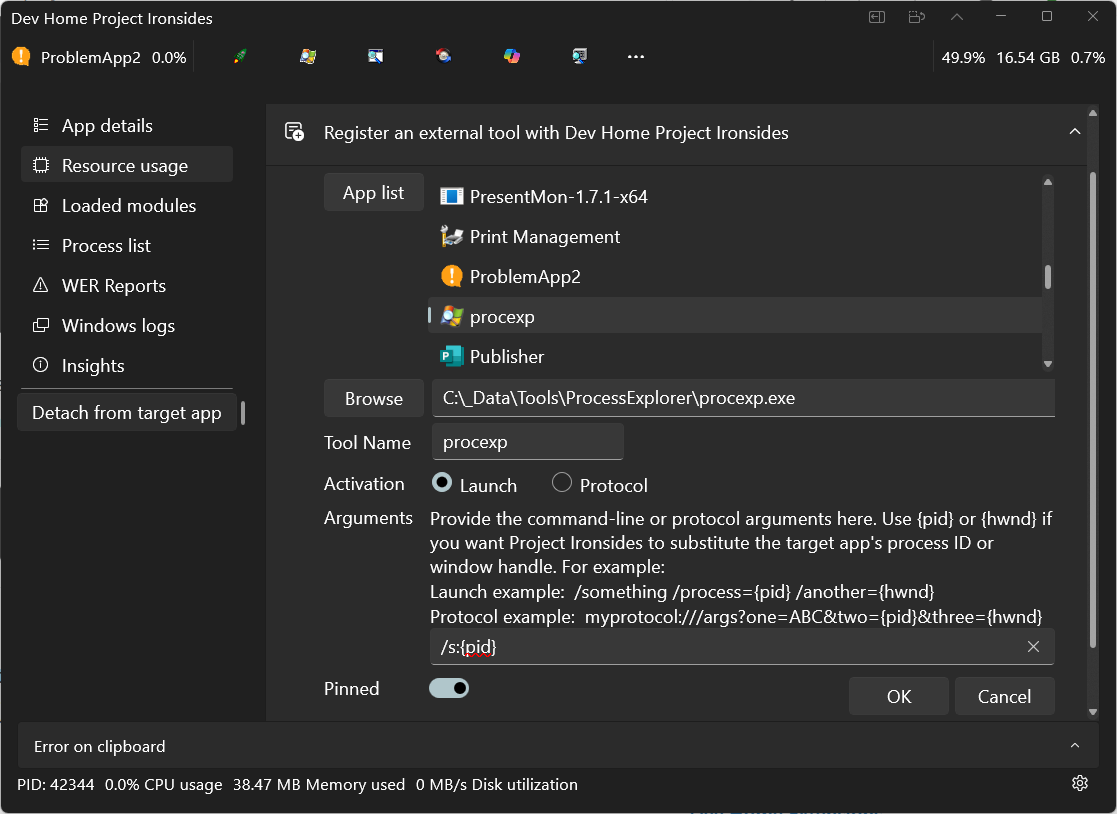 Dev Home Project Ironsides
ProblemApp2 0.0%
49.9% 16.54 GB 0.7%
App details
Resource usage
Loaded modules
Process list
WER Reports
Windows logs
Insights
Detach from target app
Register an external tool with Dev Home Project Ironsides
App list
PresentMon-1.7.1-x64
Print Management
ProblemApp2
procexp
Publisher
Browse C:\_Data\Tools\ProcessExplorer\procexp.exe
Tool Name procexp
Activation Launch Protocol
Arguments Provide the command-line or protocol arguments here. Use {pid} or {hwnd} if
you want Project Ironsides to substitute the target app's process ID or
window handle. For example:
Launch example: /something /process={pid} /another={hwnd}
Protocol example: myprotocol:///args?one=ABC&two={pid}&three={hwnd}
/s:{pid}
Pinned
OK Cancel
Error on clipboard
PID: 42344 0.0% CPU usage 38.47 MB Memory used 0 MB/s Disk utilization